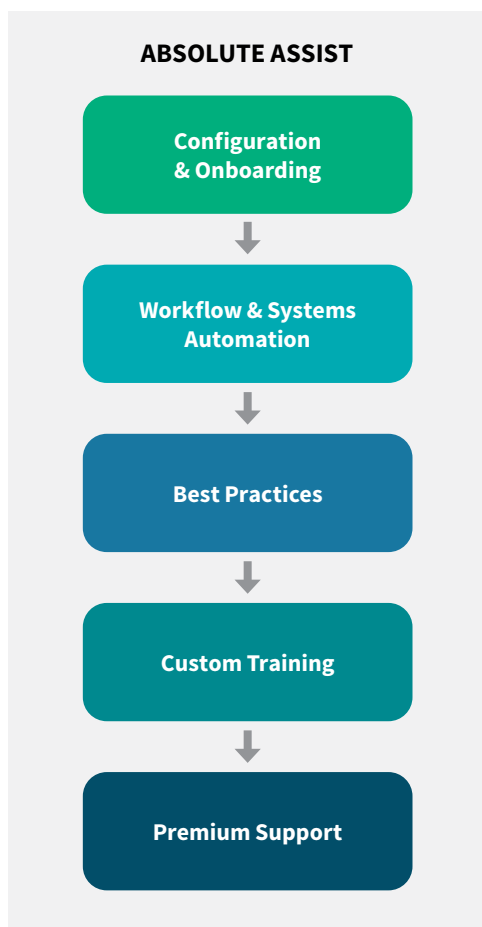 ABSOLUTE ASSIST
Configuration
& Onboarding
Workflow & Systems
Automation
Best Practices
Custom Training
Premium Support